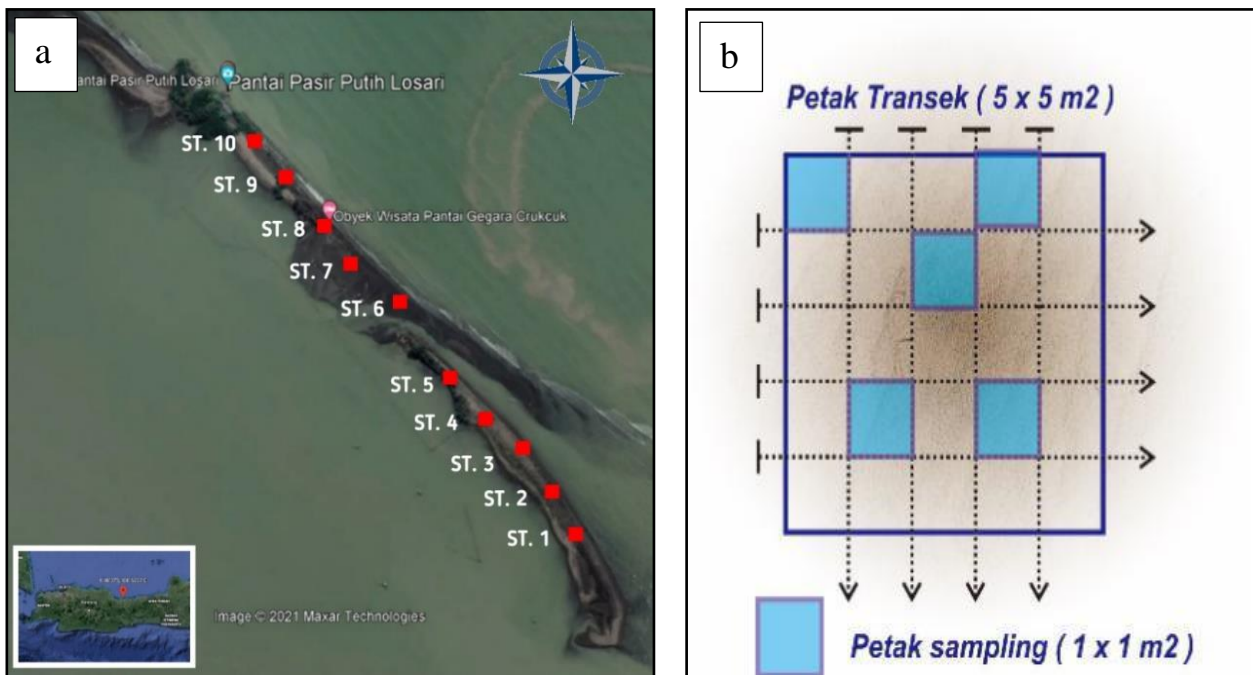 a
antai Pasir Putih Losari
Pantai Pasir Putih Losari
ST. 10
ST. 9
Obyek Wisata Pantai Gegara Crukcuk
ST. 8
ST. 7
ST. 6
ST. 5
ST. 4
ST. 3
ST. 2
ST. 1
Image © 2021 Maxar Technologies
b
Petak Transek ( 5 x 5 m2 )
Petak sampling ( 1 x 1 m2 )